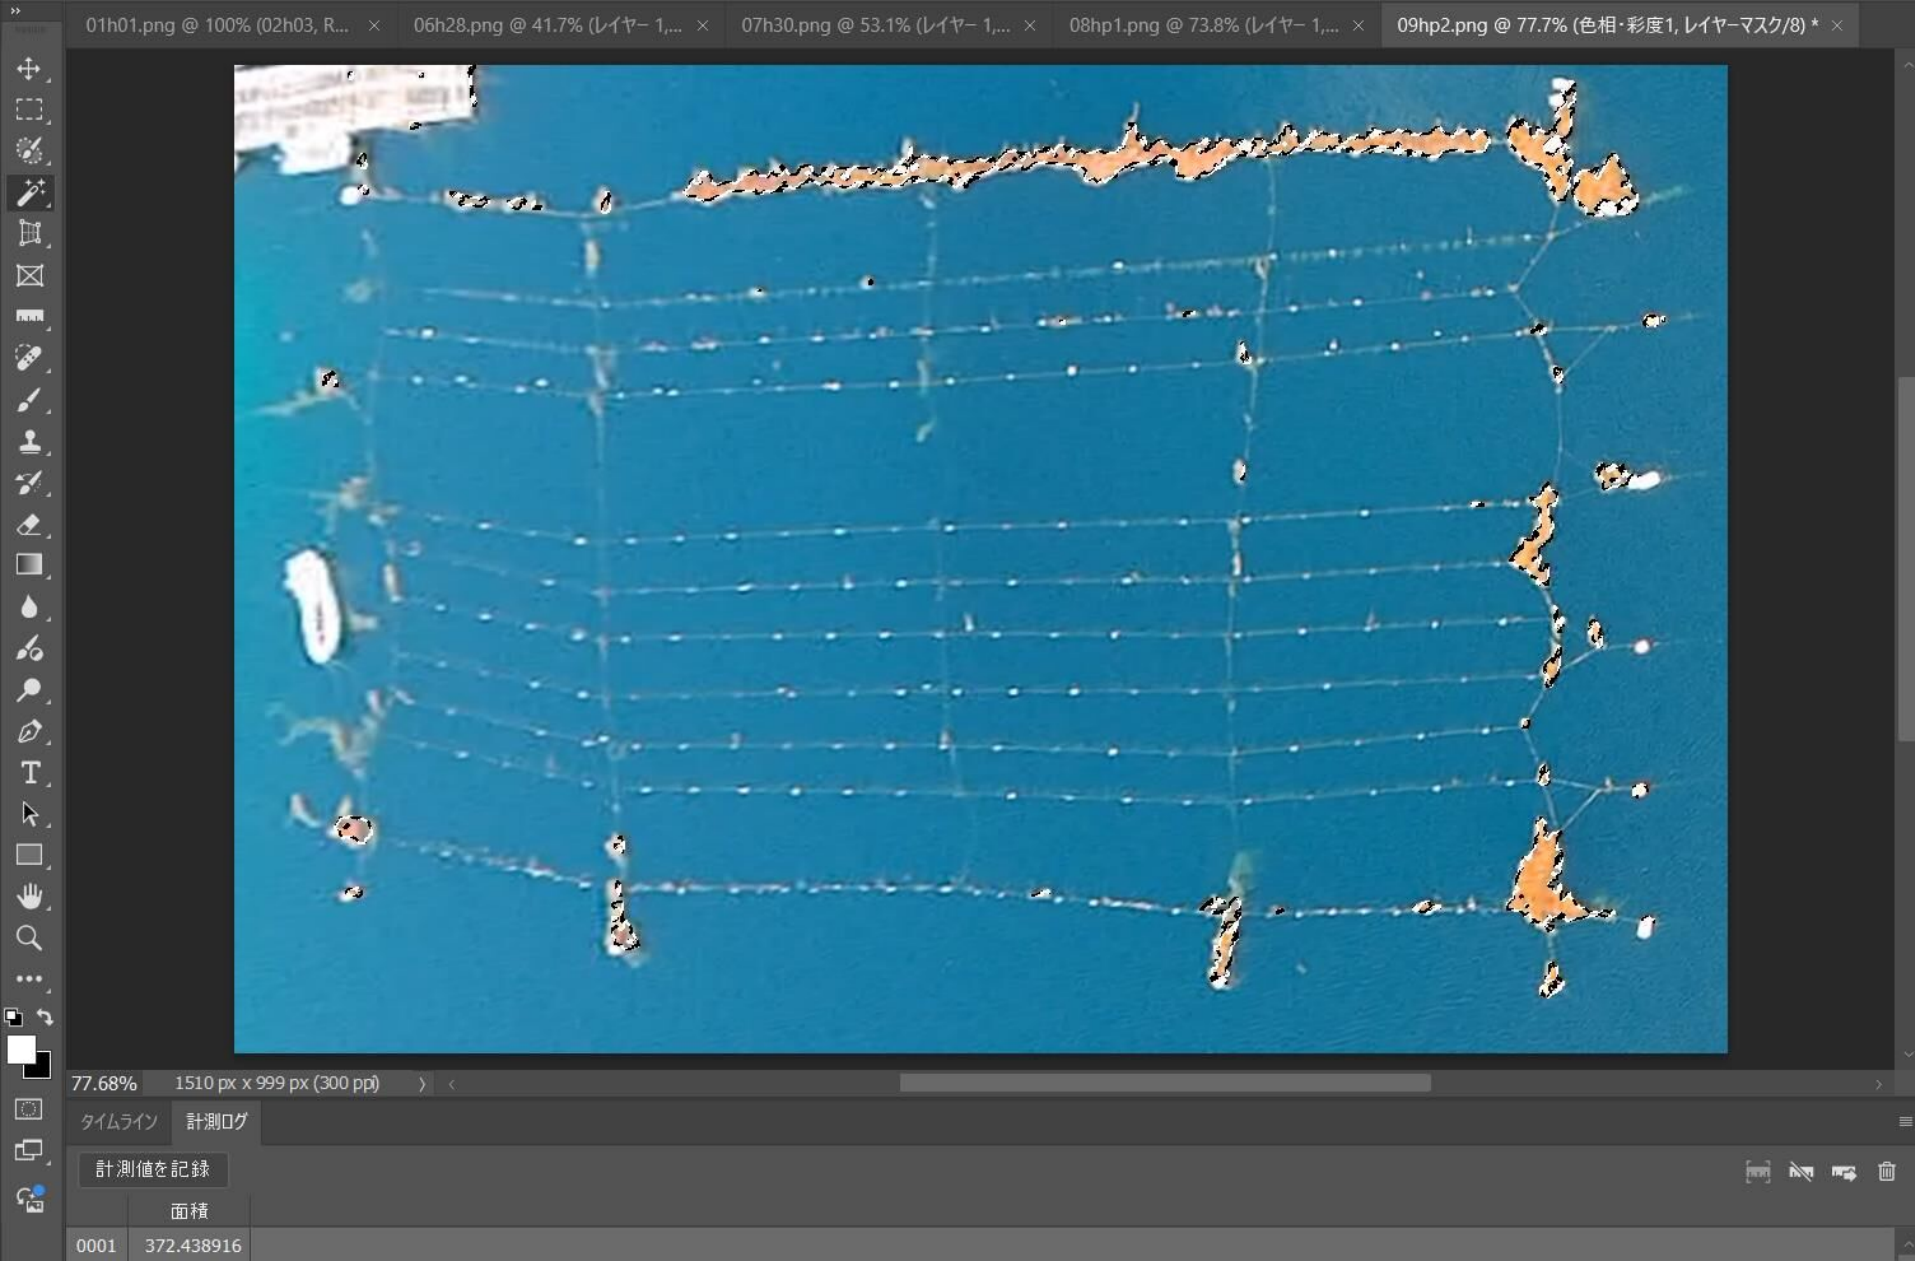 01h01.png @ 100% (02h03, R...
06h28.png @ 41.7% (レイヤー 1,...
07h30.png @ 53.1% (レイヤー 1,...
08hp1.png @ 73.8% (レイヤー 1,...
09hp2.png @ 77.7% (色相・彩度1, レイヤーマスク/8) *
77.68%
1510 px x 999 px (300 ppi)
タイムライン
計測ログ
計測値を記録
面積
0001
372.438916